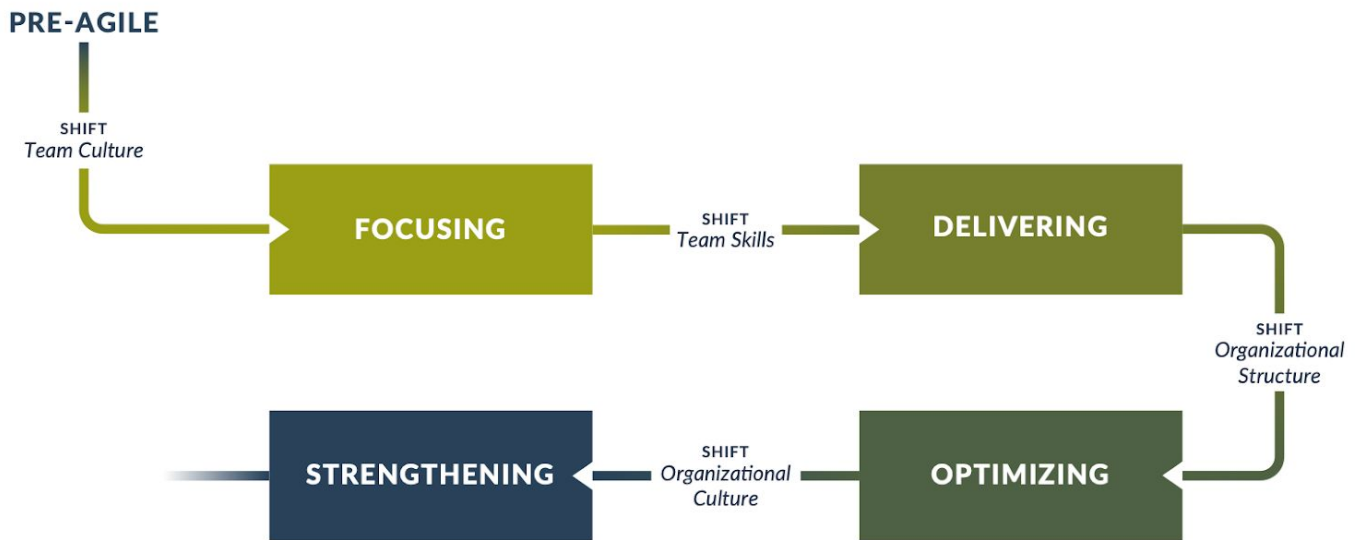 PRE-AGILE
SHIFT
Team Culture
FOCUSING
SHIFT
Team Skills
DELIVERING
SHIFT
Organizational
Structure
OPTIMIZING
SHIFT
Organizational
Culture
STRENGTHENING